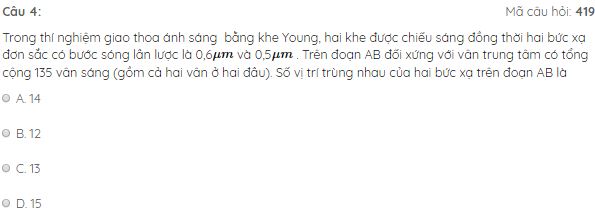 Câu 4: Mã câu hỏi: 419
Trong thí nghiệm giao thoa ánh sáng bằng khe Young, hai khe được chiếu sáng đồng thời hai bức xạ
đơn sắc có bước sóng lân lược là 0,6μm và 0,5μm . Trên đoạn AB đối xứng với vân trung tâm có tổng
cộng 135 vân sáng (gồm cả hai vân ở hai đầu). Số vị trí trùng nhau của hai bức xạ trên đoạn AB là
A. 14
B. 12
C. 13
D. 15